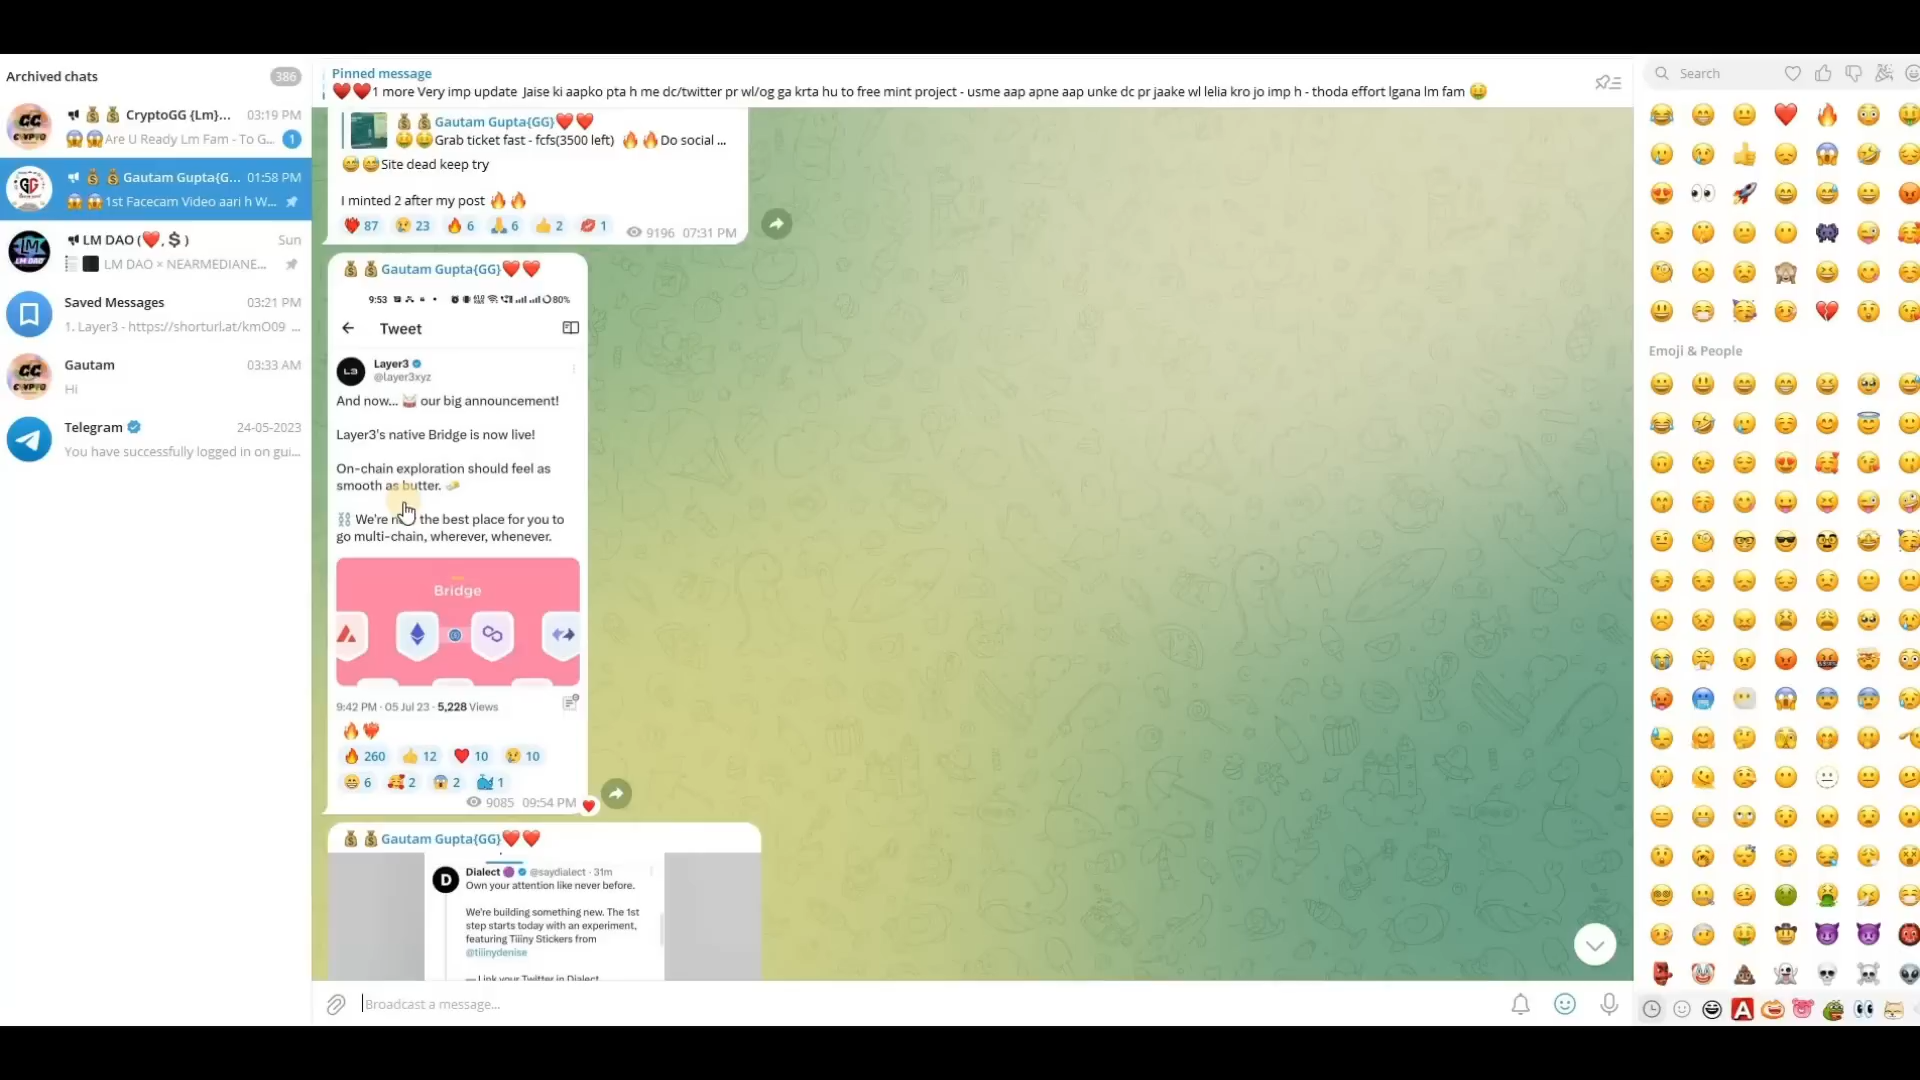 Archived chats
386
CryptoGG {Lm}...
03:19 PM
Are U Ready Lm Fam - To G...
1
Gautam Gupta{G...
01:58 PM
1st Facecam Video aari h W...
LM DAO (❤️, $ )
Sun
LM DAO × NEARMEDIANE...
Saved Messages
03:21 PM
1. Layer3 - https://shorturl.at/kmO09 ...
Gautam
03:33 AM
Hi
Telegram
24-05-2023
You have successfully logged in on gui...
Pinned message
❤️❤️1 more Very imp update Jaise ki aapko pta h me dc/twitter pr wl/og ga krta hu to free mint project - usme aap apne aap unke dc pr jaake wl lelia kro jo imp h - thoda effort lgana lm fam 🤑
💰 💰Gautam Gupta{GG}❤️❤️
🤑🤑Grab ticket fast - fcfs(3500 left) 🔥🔥Do social ...
😅😅Site dead keep try
I minted 2 after my post 🔥🔥
87 23 6 6 2 1
9196 07:31 PM
💰 💰Gautam Gupta{GG}❤️❤️
9:53
80%
Tweet
Layer3
@layer3xyz
And now... 🥁 our big announcement!
Layer3's native Bridge is now live!
On-chain exploration should feel as
smooth as butter. 🧈
⛓️ We're the best place for you to
go multi-chain, wherever, whenever.
Bridge
9:42 PM · 05 Jul 23 · 5,228 Views
260 12 10 10
6 2 2 1
9085 09:54 PM
💰 💰Gautam Gupta{GG}❤️❤️
Dialect @saydialect · 31m
Own your attention like never before.
We're building something new. The 1st
step starts today with an experiment,
featuring Tiiiny Stickers from
@tiiinydenise
— Link your Twitter in Dialect
Broadcast a message...
Search
Emoji & People